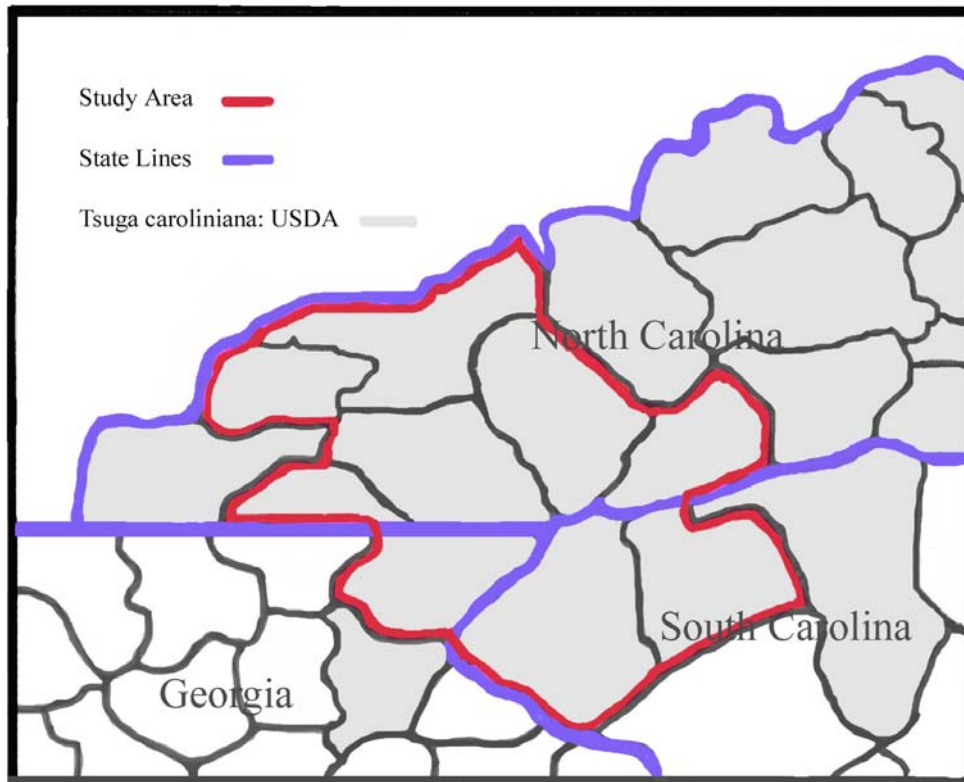 Study Area
State Lines
Tsuga caroliniana: USDA
North Carolina
South Carolina
Georgia